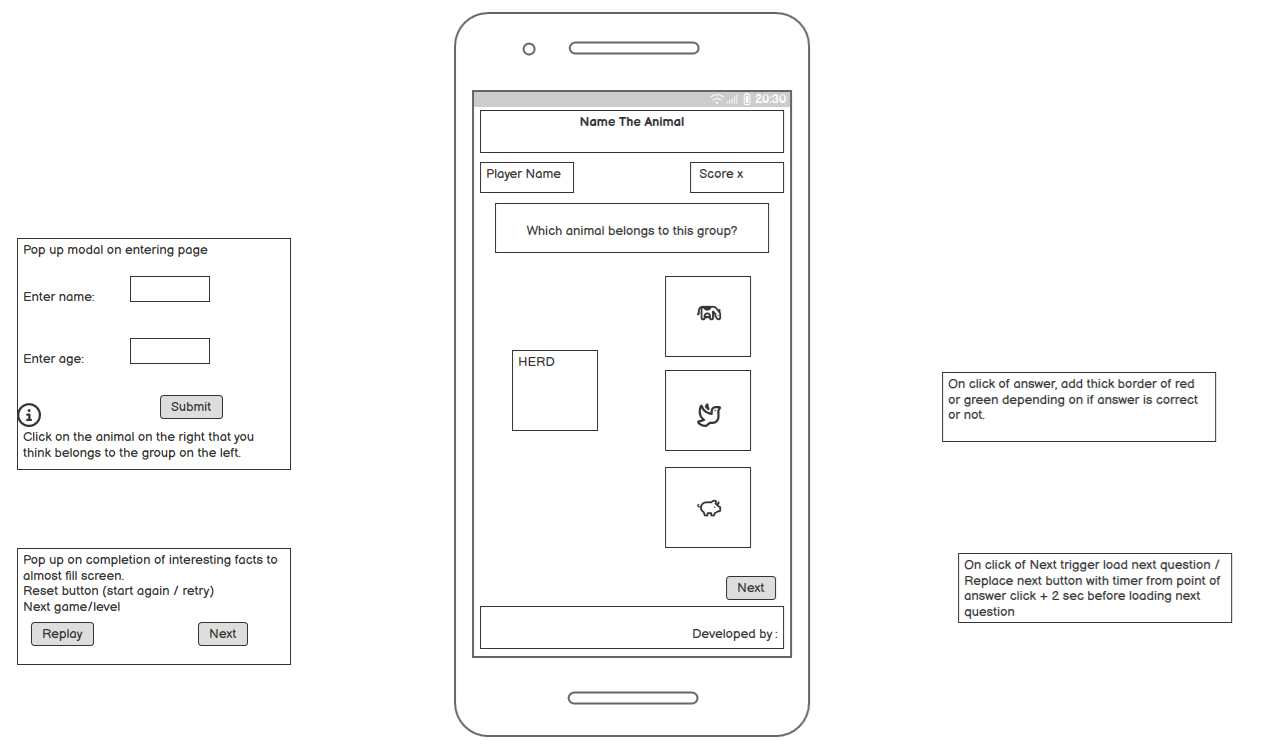 20:30
Name The Animal
Player Name
Score x
Which animal belongs to this group?
HERD
Next
Developed by :
Pop up modal on entering page
Enter name:
Enter age:
Submit
Click on the animal on the right that you
think belongs to the group on the left.
Pop up on completion of interesting facts to
almost fill screen.
Reset button (start again / retry)
Next game/level
Replay
Next
On click of answer, add thick border of red
or green depending on if answer is correct
or not.
On click of Next trigger load next question /
Replace next button with timer from point of
answer click + 2 sec before loading next
question